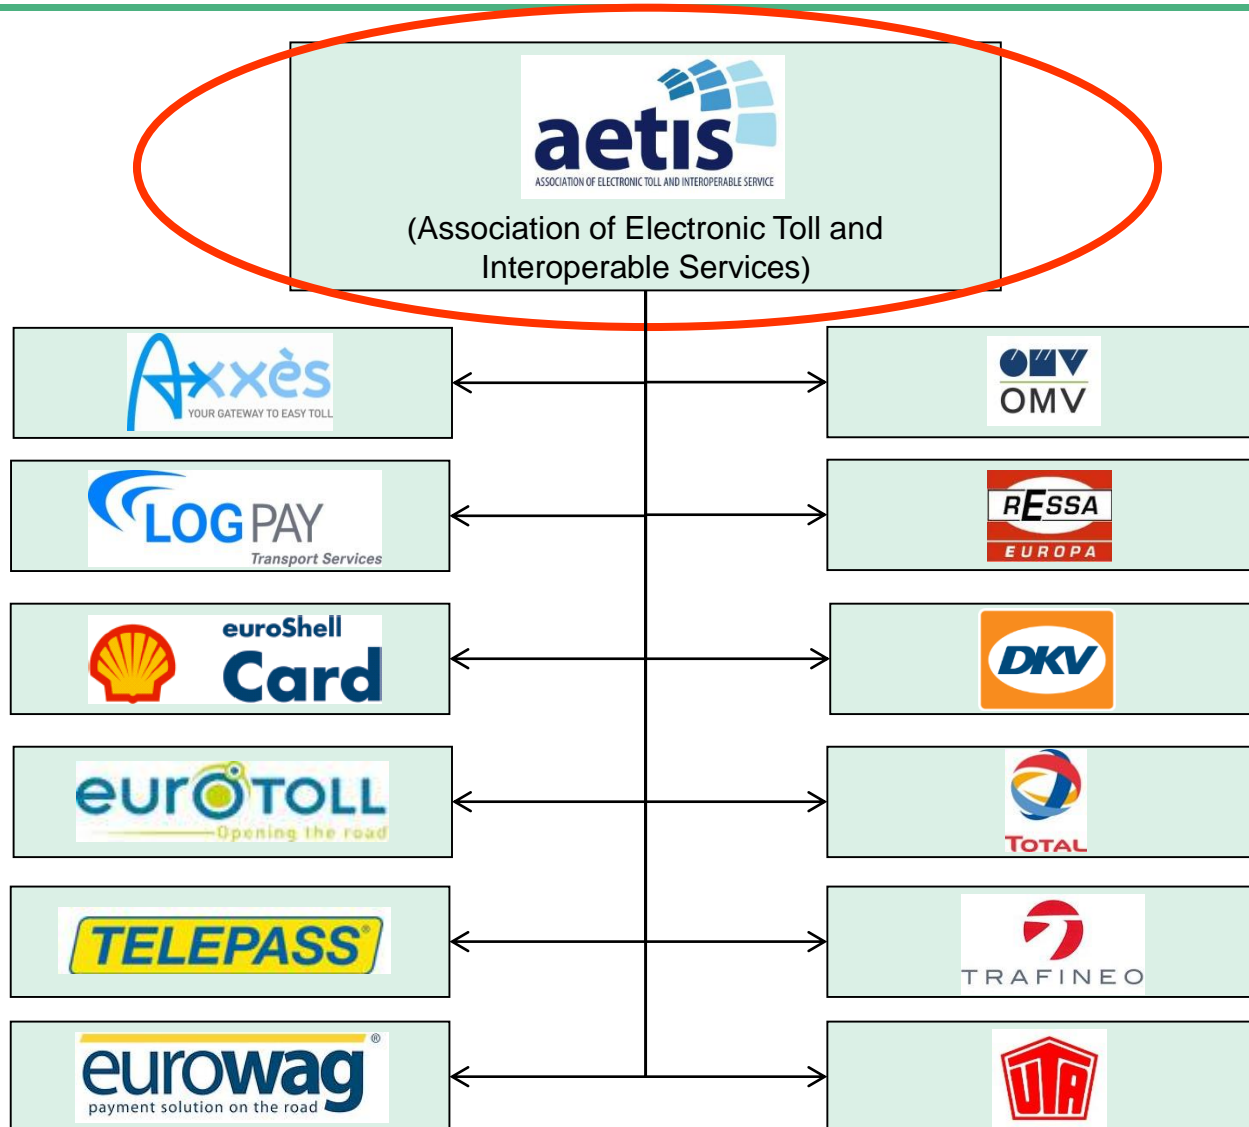 aetis
ASSOCIATION OF ELECTRONIC TOLL AND INTEROPERABLE SERVICE
(Association of Electronic Toll and
Interoperable Services)
Axxès
YOUR GATEWAY TO EASY TOLL
OMV
OMV
LOGPAY
Transport Services
RESSA
EUROPA
euroShell
Card
DKV
eurOTOLL
Opening the road
TOTAL
TELEPASS®
TRAFINEO
eurowag®
payment solution on the road
UTA